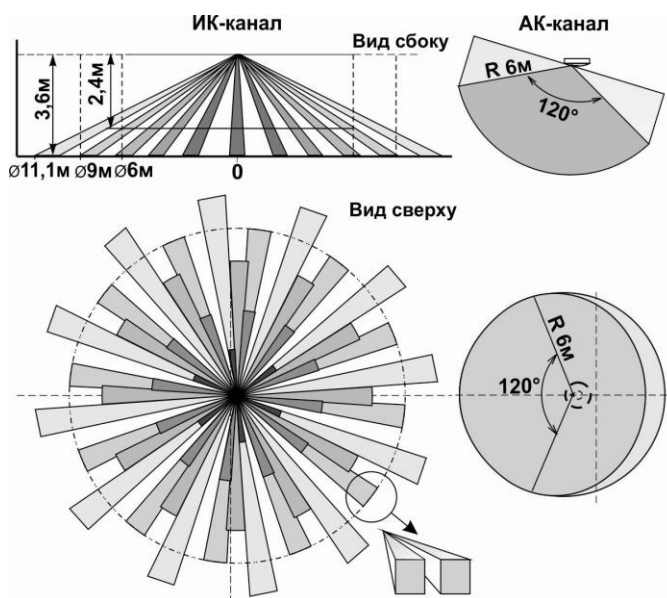 ИК-канал
АК-канал
Вид сбоку
3,6м
2,4м
R 6м
120°
⌀11,1м ⌀9м ⌀6м
0
Вид сверху
R 6м
120°